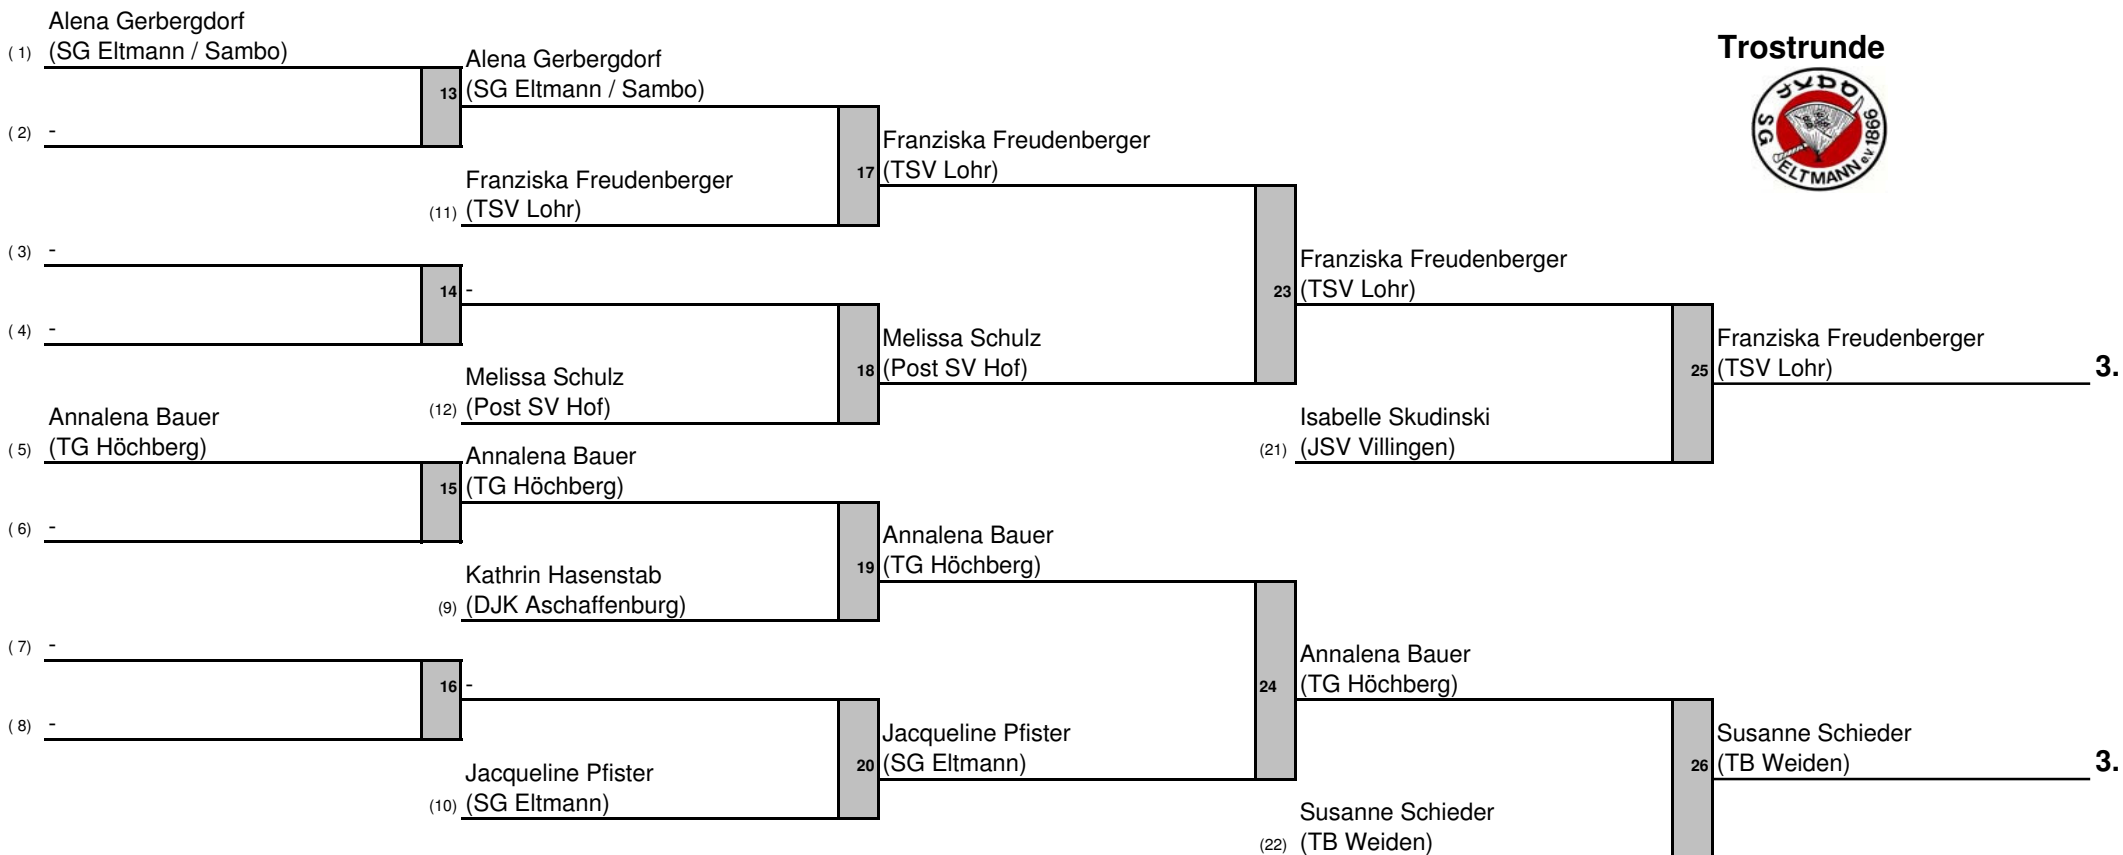 Alena Gerbergdorf
( 1) (SG Eltmann / Sambo)
Alena Gerbergdorf
13 (SG Eltmann / Sambo)
( 2) -
Franziska Freudenberger
17 (TSV Lohr)
Franziska Freudenberger
(11) (TSV Lohr)
( 3) -
Franziska Freudenberger
23 (TSV Lohr)
14 -
( 4) -
Melissa Schulz
18 (Post SV Hof)
Franziska Freudenberger
25 (TSV Lohr) 3.
Melissa Schulz
(12) (Post SV Hof)
Annalena Bauer
( 5) (TG Höchberg)
Isabelle Skudinski
(21) (JSV Villingen)
Annalena Bauer
15 (TG Höchberg)
( 6) -
Annalena Bauer
19 (TG Höchberg)
Kathrin Hasenstab
(9) (DJK Aschaffenburg)
( 7) -
Annalena Bauer
24 (TG Höchberg)
16 -
( 8) -
Jacqueline Pfister
20 (SG Eltmann)
Susanne Schieder
26 (TB Weiden) 3.
Jacqueline Pfister
(10) (SG Eltmann)
Susanne Schieder
(22) (TB Weiden)
Trostrunde
JUDO
SG ELTMANN e.V. 1866